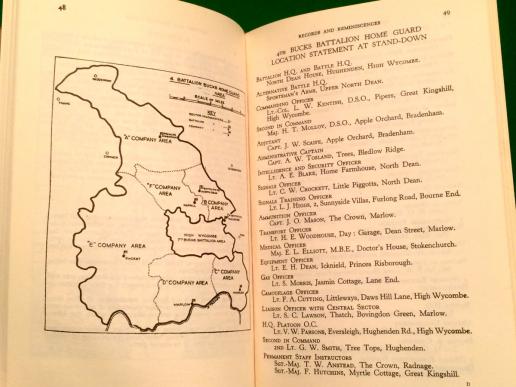 48
4. BATTALION BUCKS HOME GUARD
AREA
SCALE OF MILES
KEY
"A" COMPANY AREA
"F" COMPANY AREA
"B" COMPANY AREA
HIGH WYCOMBE
7TH BUCKS BATTALION AREA
"E" COMPANY AREA
"D" COMPANY AREA
"C" COMPANY AREA
MARLOW
RECORDS AND REMINISCENCES
49
4TH BUCKS BATTALION HOME GUARD
LOCATION STATEMENT AT STAND-DOWN
BATTALION H.Q. AND BATTLE H.Q.
NORTH DEAN HOUSE, HUGHENDEN, HIGH WYCOMBE.
ALTERNATIVE BATTLE H.Q.
SPORTSMAN'S ARMS, UPPER NORTH DEAN.
COMMANDING OFFICER
LT.-COL. L. W. KENTISH, D.S.O., Pipers, Great Kingshill,
High Wycombe.
SECOND IN COMMAND
MAJ. H. T. MOLLOY, D.S.O., Apple Orchard, Bradenham.
ADJUTANT
CAPT. J. W. SCAIFE, Apple Orchard, Bradenham.
ADMINISTRATIVE CAPTAIN
CAPT. A. W. TORLAND, Trees, Bledlow Ridge.
INTELLIGENCE AND SECURITY OFFICER
LT. A. E. BLAKE, Home Farmhouse, North Dean.
SIGNALS OFFICER
LT. C. W. CROCKETT, Little Piggotts, North Dean.
SIGNALS TRAINING OFFICER
LT. L. J. HIGGS, 2, Sunnyside Villas, Furlong Road, Bourne End.
AMMUNITION OFFICER
CAPT. J. O. MASON, The Crown, Marlow.
TRANSPORT OFFICER
LT. H. E. WOODHOUSE, Day: Garage, Dean Street, Marlow.
MEDICAL OFFICER
MAJ. E. L. ELLIOTT, M.B.E., Doctor's House, Stokenchurch.
EQUIPMENT OFFICER
LT. E. H. DEAN, Icknield, Princes Risborough.
GAS OFFICER
LT. S. MORRIS, Jasmin Cottage, Lane End.
CAMOUFLAGE OFFICER
LT. F. A. CUTTING, Littleways, Daws Hill Lane, High Wycombe.
LIAISON OFFICER WITH CENTRAL SECTOR
LT. S. C. LAWSON, Thatch, Bovingdon Green, Marlow.
H.Q. PLATOON O.C.
LT. V. W. PARSONS, Eversleigh, Hughenden Rd., High Wycombe.
SECOND IN COMMAND
2ND LT. G. W. SMITH, Tree Tops, Hughenden.
PERMANENT STAFF INSTRUCTORS
SGT.-MAJ. T. W. ANSTEAD, The Crown, Radnage.
SGT.-MAJ. F. HUTCHINS, Myrtle Cottage, Great Kingshill.
D